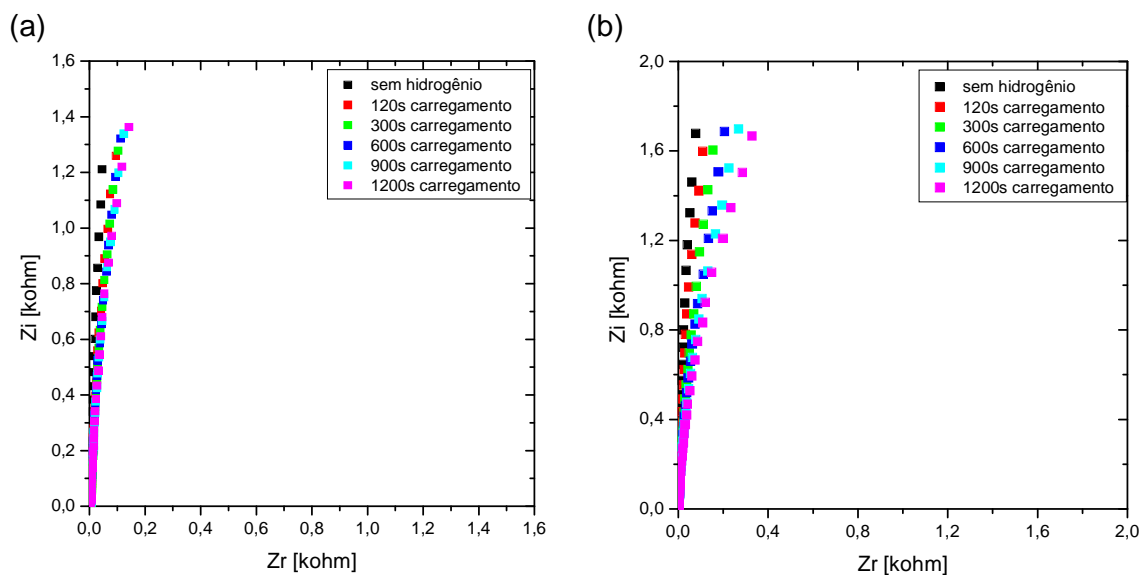 (a)
1,6
1,4
1,2
1,0
0,8
0,6
0,4
0,2
0,0
Zi [kohm]
sem hidrogênio
120s carregamento
300s carregamento
600s carregamento
900s carregamento
1200s carregamento
0,0 0,2 0,4 0,6 0,8 1,0 1,2 1,4 1,6
Zr [kohm]
(b)
2,0
1,6
1,2
0,8
0,4
0,0
Zi [kohm]
sem hidrogênio
120s carregamento
300s carregamento
600s carregamento
900s carregamento
1200s carregamento
0,0 0,4 0,8 1,2 1,6 2,0
Zr [kohm]